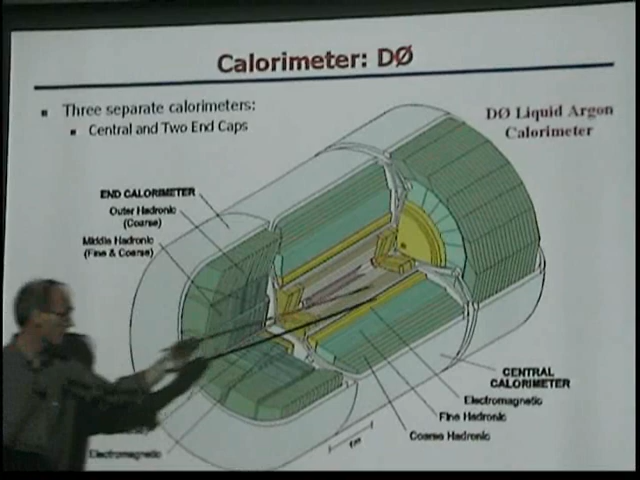 Calorimeter: DØ
Three separate calorimeters:
Central and Two End Caps
DØ Liquid Argon
Calorimeter
END CALORIMETER
Outer Hadronic
(Coarse)
Middle Hadronic
(Fine & Coarse)
CENTRAL
CALORIMETER
Electromagnetic
Fine Hadronic
Coarse Hadronic
1m
Electromagnetic